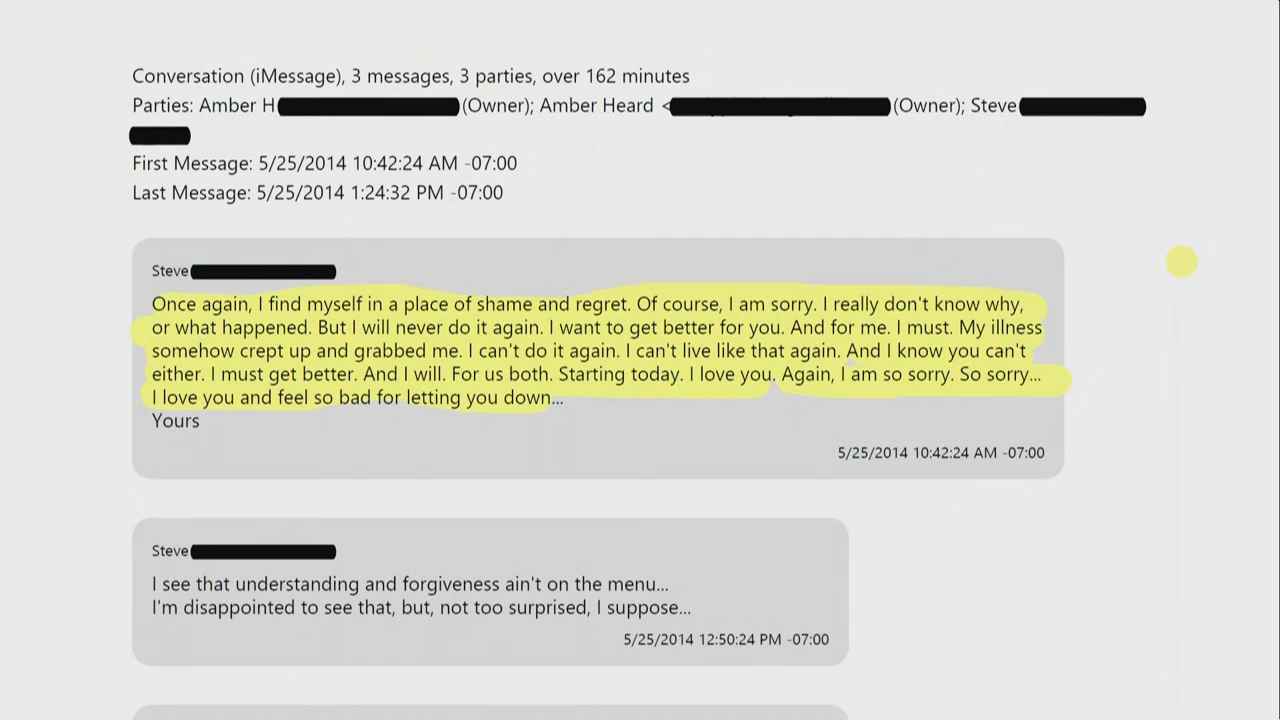 Conversation (iMessage), 3 messages, 3 parties, over 162 minutes
Parties: Amber H (Owner); Amber Heard < (Owner); Steve
First Message: 5/25/2014 10:42:24 AM -07:00
Last Message: 5/25/2014 1:24:32 PM -07:00
Steve
Once again, I find myself in a place of shame and regret. Of course, I am sorry. I really don't know why,
or what happened. But I will never do it again. I want to get better for you. And for me. I must. My illness
somehow crept up and grabbed me. I can't do it again. I can't live like that again. And I know you can't
either. I must get better. And I will. For us both. Starting today. I love you. Again, I am so sorry. So sorry...
I love you and feel so bad for letting you down...
Yours
5/25/2014 10:42:24 AM -07:00
Steve
I see that understanding and forgiveness ain't on the menu...
I'm disappointed to see that, but, not too surprised, I suppose...
5/25/2014 12:50:24 PM -07:00